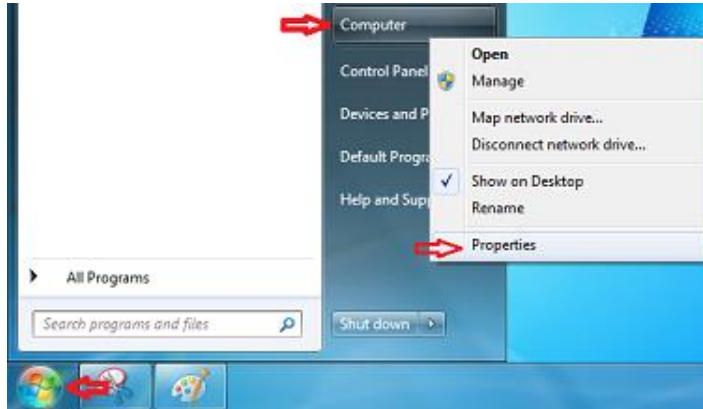 Computer
Control Panel
Devices and P
Default Progra
Help and Supp
Open
Manage
Map network drive...
Disconnect network drive...
Show on Desktop
Rename
Properties
All Programs
Search programs and files
Shut down